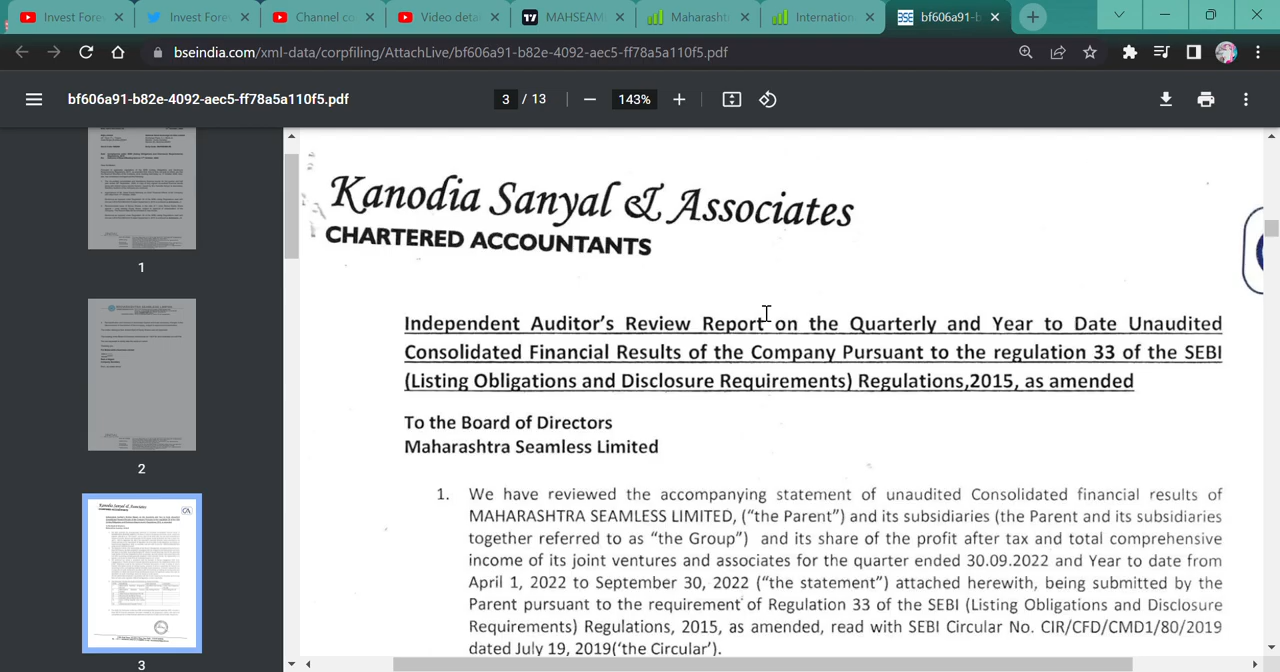 Invest Fores
Invest Fores
Channel co
Video detai
MAHSEAM
Maharasht
Internation
bf606a91-b
bseindia.com/xml-data/corpfiling/AttachLive/bf606a91-b82e-4092-aec5-ff78a5a110f5.pdf
bf606a91-b82e-4092-aec5-ff78a5a110f5.pdf
3 / 13
143%
1
2
3
Kanodia Sanyal & Associates
CHARTERED ACCOUNTANTS
Independent Auditor's Review Report on the Quarterly and Year to Date Unaudited
Consolidated Financial Results of the Company Pursuant to the regulation 33 of the SEBI
(Listing Obligations and Disclosure Requirements) Regulations,2015, as amended
To the Board of Directors
Maharashtra Seamless Limited
1. We have reviewed the accompanying statement of unaudited Consolidated financial results of
MAHARASHTRA SEAMLESS LIMITED, ("the Parent") and its subsidiaries (the Parent and its subsidiaries
together referred to as "the Group") and its share of the profit after tax and total comprehensive
income of its joint ventures and associates for the quarter ended 30.09.2022 and Year to date from
April 1, 2022 to September 30, 2022 ("the statement") attached herewith, being submitted by the
Parent pursuant to the requirement of Regulation 33 of the SEBI (Listing Obligations and Disclosure
Requirements) Regulations, 2015, as amended, read with SEBI Circular No. CIR/CFD/CMD1/80/2019
dated July 19, 2019('the Circular').